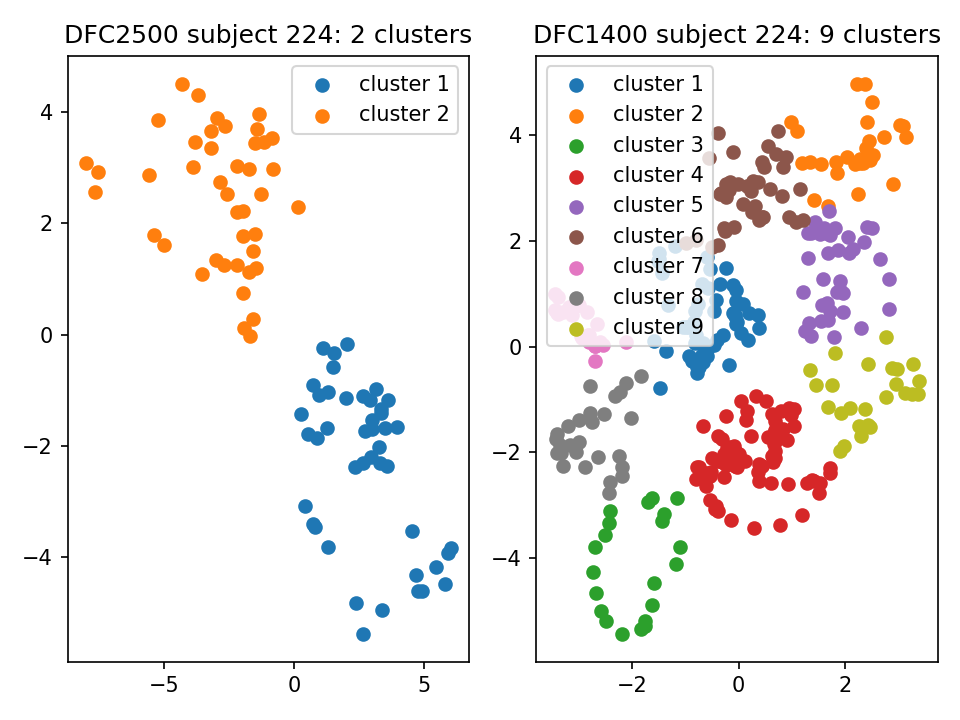 DFC2500 subject 224: 2 clusters
DFC1400 subject 224: 9 clusters
cluster 1
cluster 2
4
2
0
−2
−4
−5
0
5
cluster 1
cluster 2
cluster 3
cluster 4
cluster 5
cluster 6
cluster 7
cluster 8
cluster 9
4
2
0
−2
−4
−2
0
2